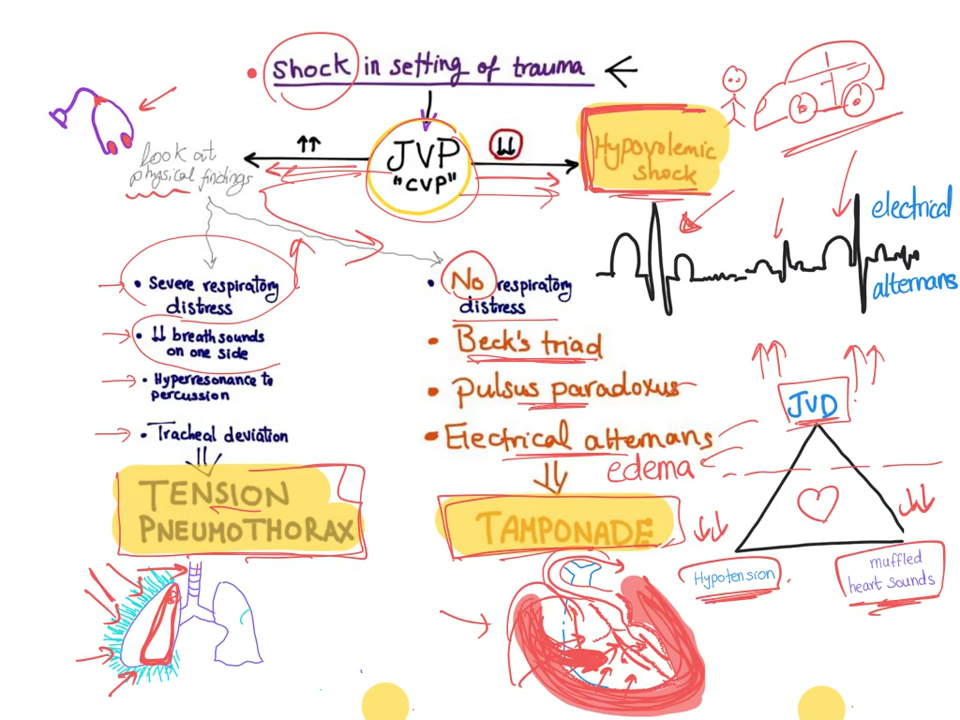 • Shock in setting of trauma
↑↑
JVP
"CVP"
↓↓
Hypovolemic
shock
look at
physical findings
electrical
alternans
• Severe respiratory
distress
• ↓↓ breath sounds
on one side
• Hyperresonance to
percussion
• Tracheal deviation
TENSION
PNEUMOTHORAX
• No respiratory
distress
• Beck's triad
• Pulsus paradoxus
• Electrical alternans
edema
TAMPONADE
JVD
Hypotension
muffled
heart sounds